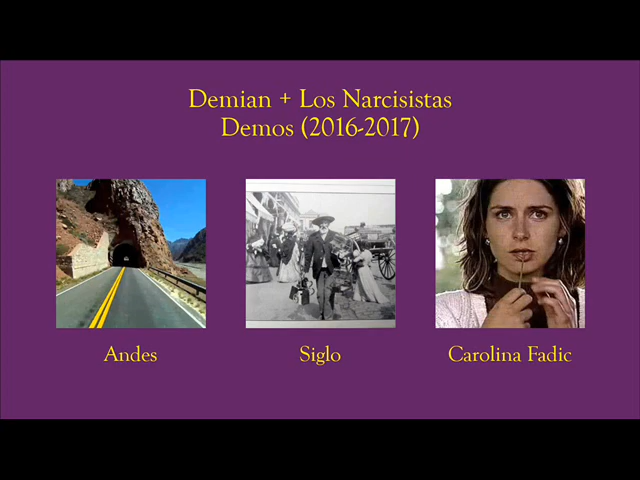 Demian + Los Narcisistas
Demos (2016-2017)
Andes
Siglo
Carolina Fadic